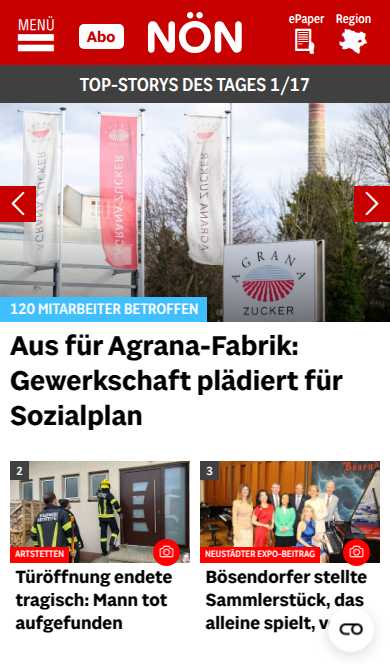 MENÜ
Abo
NÖN
ePaper
Region
TOP-STORYS DES TAGES 1/17
AGRANA ZUCKER
AGRANA ZUCKER
AGRANA ZUCKER
AGRANA
ZUCKER
120 MITARBEITER BETROFFEN
Aus für Agrana-Fabrik:
Gewerkschaft plädiert für
Sozialplan
2
ARTSTETTEN
Türöffnung endete
tragisch: Mann tot
aufgefunden
3
NEUSTÄDTER EXPO-BEITRAG
Bösendorfer stellte
Sammlerstück, das
alleine spielt, v